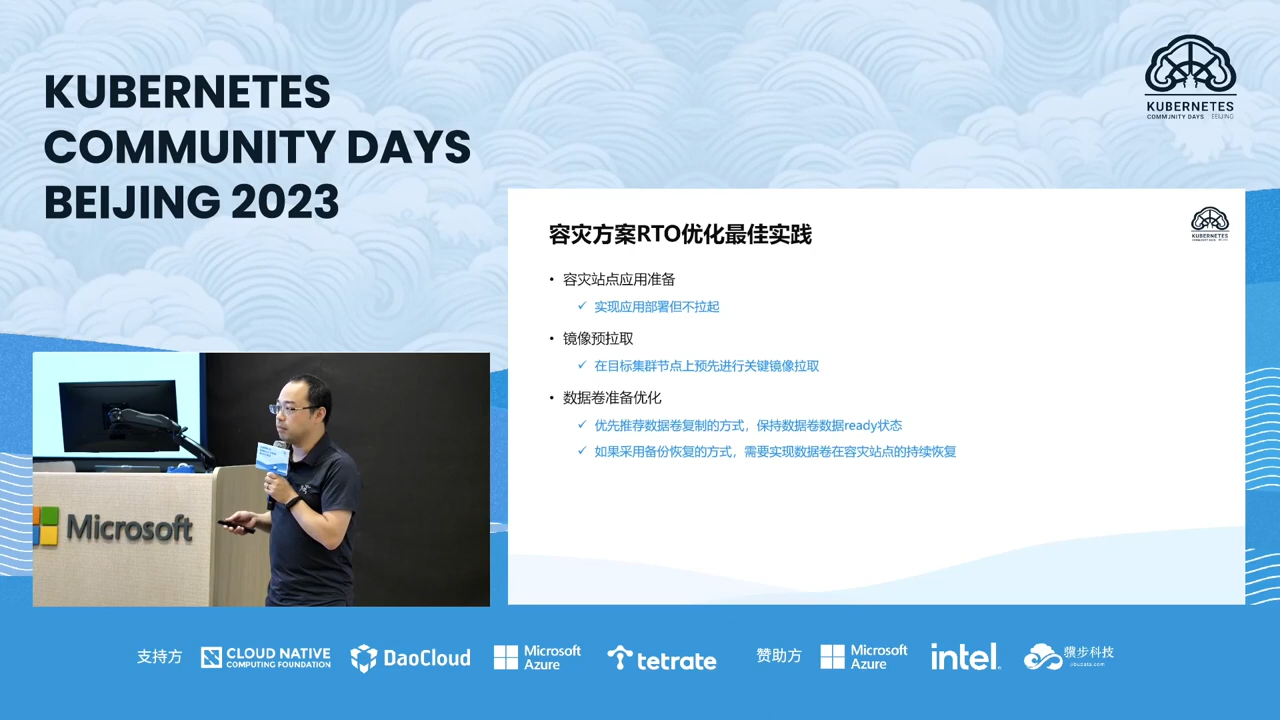 KUBERNETES
COMMUNITY DAYS
BEIJING 2023
KUBERNETES
COMMUNITY DAYS BEIJING
容灾方案RTO优化最佳实践
KUBERNETES
• 容灾站点应用准备
✓ 实现应用部署但不拉起
• 镜像预拉取
✓ 在目标集群节点上预先进行关键镜像拉取
• 数据卷准备优化
✓ 优先推荐数据卷复制的方式，保持数据卷数据ready状态
✓ 如果采用备份恢复的方式，需要实现数据卷在容灾站点的持续恢复
Microsoft
支持方
CLOUD NATIVE
COMPUTING FOUNDATION
DaoCloud
Microsoft
Azure
tetrate
赞助方
Microsoft
Azure
intel.
骥步科技
jibudata.com